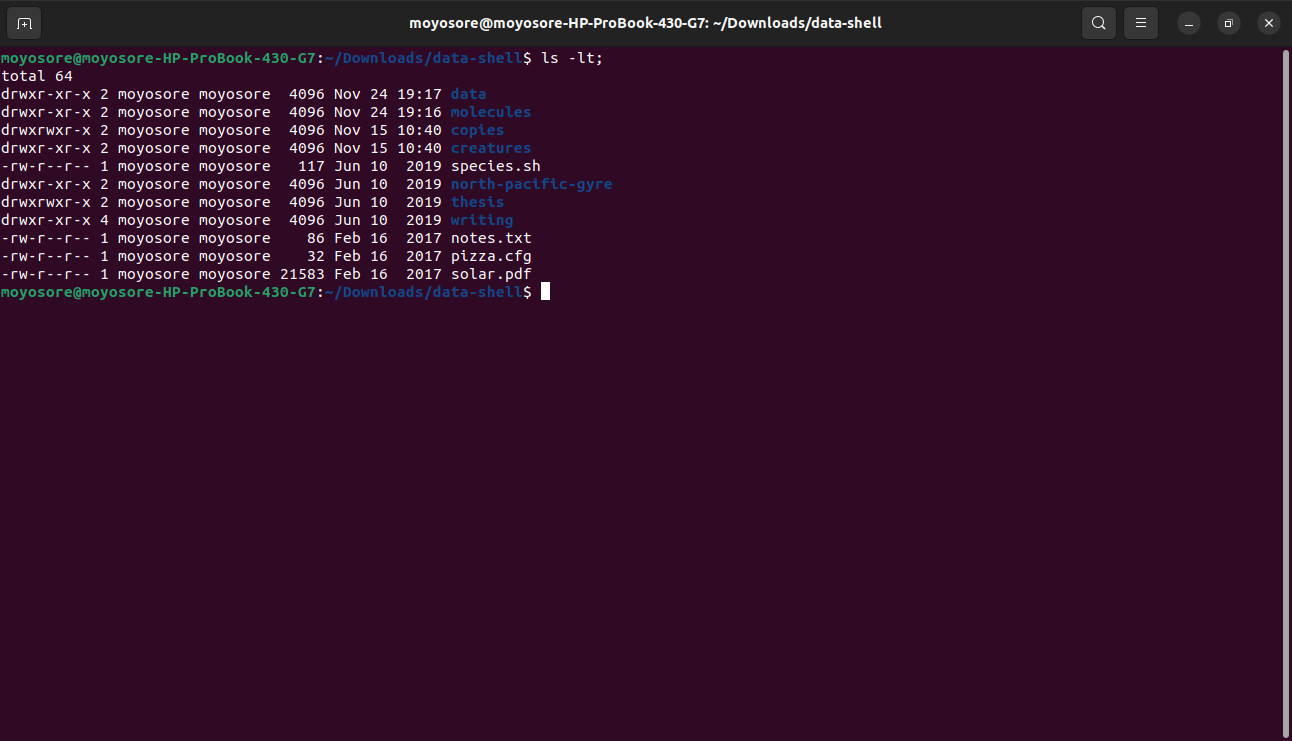 moyosore@moyosore-HP-ProBook-430-G7: ~/Downloads/data-shell
moyosore@moyosore-HP-ProBook-430-G7:~/Downloads/data-shell$ ls -lt;
total 64
drwxr-xr-x 2 moyosore moyosore  4096 Nov 24 19:17 data
drwxr-xr-x 2 moyosore moyosore  4096 Nov 24 19:16 molecules
drwxrwxr-x 2 moyosore moyosore  4096 Nov 15 10:40 copies
drwxr-xr-x 2 moyosore moyosore  4096 Nov 15 10:40 creatures
-rw-r--r-- 1 moyosore moyosore   117 Jun 10  2019 species.sh
drwxr-xr-x 2 moyosore moyosore  4096 Jun 10  2019 north-pacific-gyre
drwxrwxr-x 2 moyosore moyosore  4096 Jun 10  2019 thesis
drwxr-xr-x 4 moyosore moyosore  4096 Jun 10  2019 writing
-rw-r--r-- 1 moyosore moyosore    86 Feb 16  2017 notes.txt
-rw-r--r-- 1 moyosore moyosore    32 Feb 16  2017 pizza.cfg
-rw-r--r-- 1 moyosore moyosore 21583 Feb 16  2017 solar.pdf
moyosore@moyosore-HP-ProBook-430-G7:~/Downloads/data-shell$